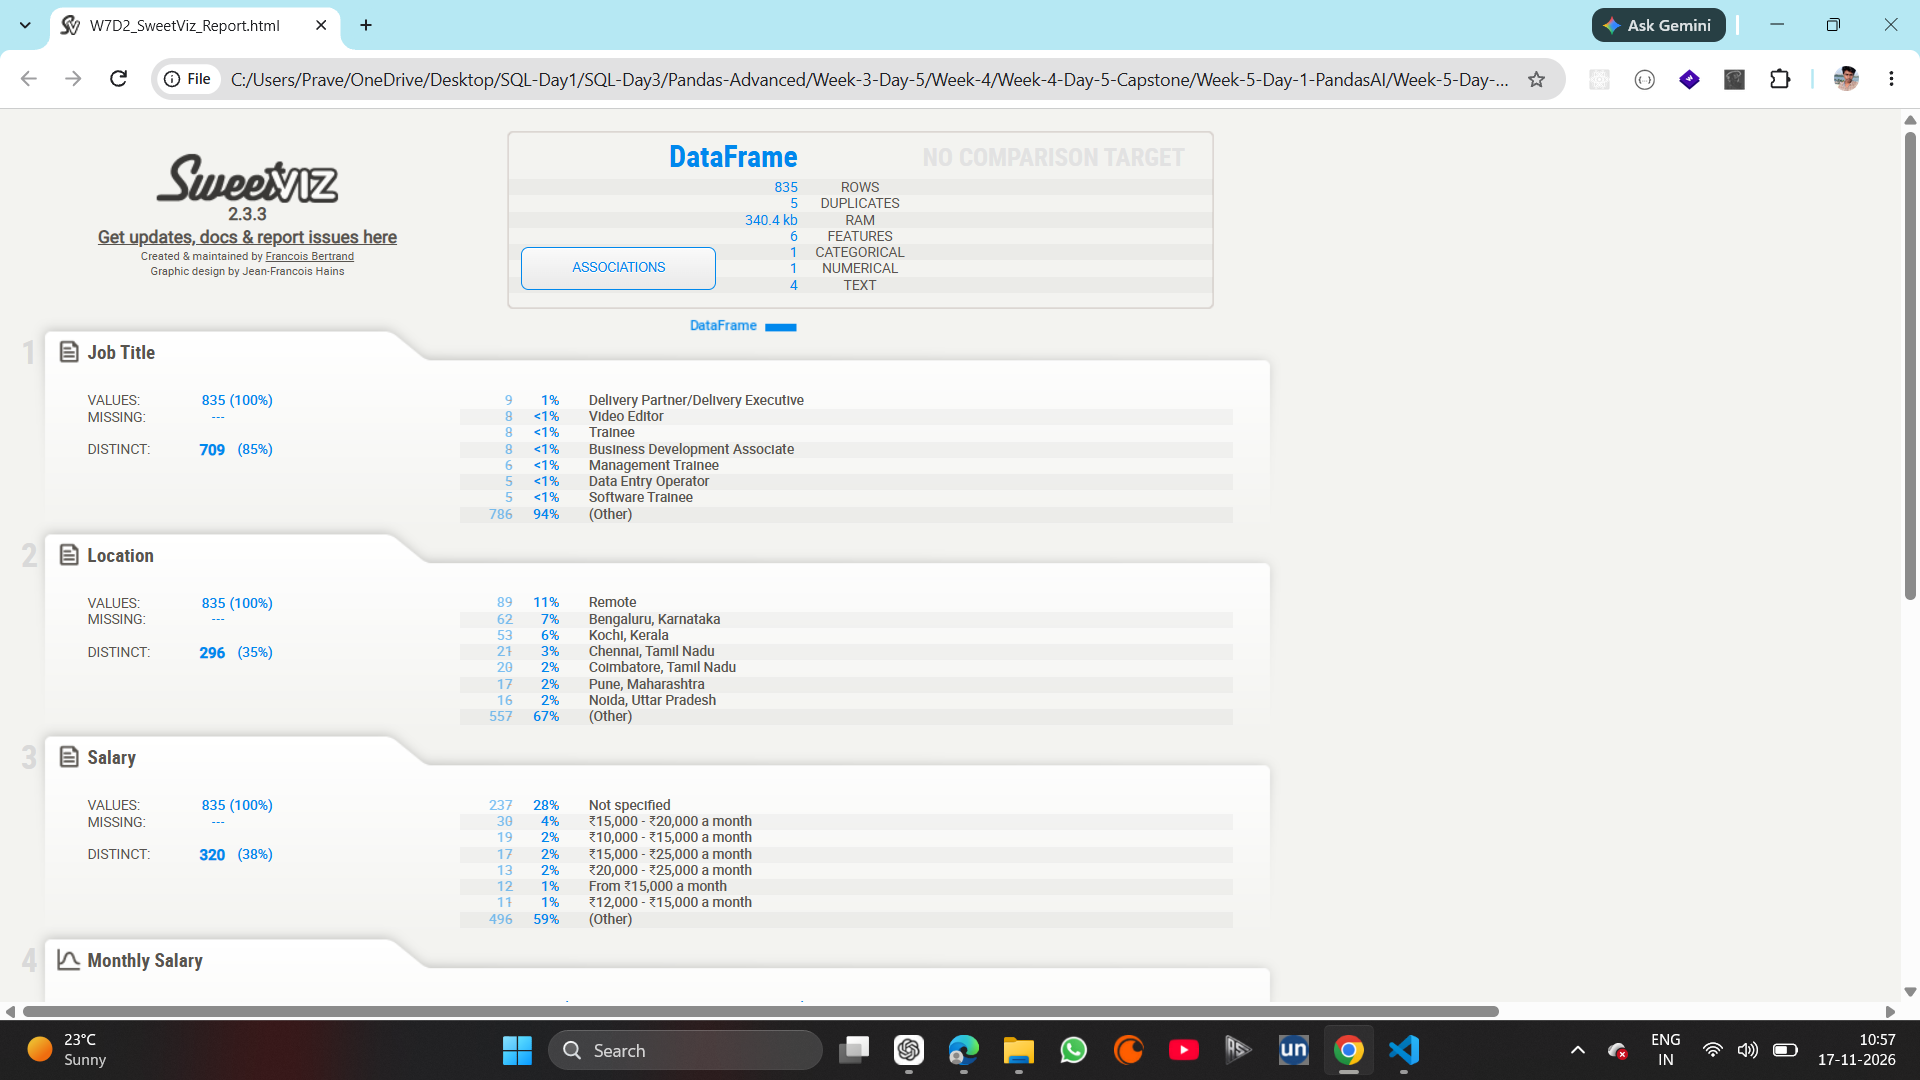 W7D2_SweetViz_Report.html
Ask Gemini
File
C:/Users/Prave/OneDrive/Desktop/SQL-Day1/SQL-Day3/Pandas-Advanced/Week-3-Day-5/Week-4/Week-4-Day-5-Capstone/Week-5-Day-1-PandasAI/Week-5-Day-...
SweetVIZ
2.3.3
Get updates, docs & report issues here
Created & maintained by Francois Bertrand
Graphic design by Jean-Francois Hains
DataFrame NO COMPARISON TARGET
835 ROWS
5 DUPLICATES
340.4 kb RAM
6 FEATURES
1 CATEGORICAL
1 NUMERICAL
4 TEXT
ASSOCIATIONS
DataFrame
1 Job Title
VALUES: 835 (100%)
MISSING: ---
DISTINCT: 709 (85%)
9 1% Delivery Partner/Delivery Executive
8 <1% Video Editor
8 <1% Trainee
8 <1% Business Development Associate
6 <1% Management Trainee
5 <1% Data Entry Operator
5 <1% Software Trainee
786 94% (Other)
2 Location
VALUES: 835 (100%)
MISSING: ---
DISTINCT: 296 (35%)
89 11% Remote
62 7% Bengaluru, Karnataka
53 6% Kochi, Kerala
21 3% Chennai, Tamil Nadu
20 2% Coimbatore, Tamil Nadu
17 2% Pune, Maharashtra
16 2% Noida, Uttar Pradesh
557 67% (Other)
3 Salary
VALUES: 835 (100%)
MISSING: ---
DISTINCT: 320 (38%)
237 28% Not specified
30 4% ₹15,000 - ₹20,000 a month
19 2% ₹10,000 - ₹15,000 a month
17 2% ₹15,000 - ₹25,000 a month
13 2% ₹20,000 - ₹25,000 a month
12 1% From ₹15,000 a month
11 1% ₹12,000 - ₹15,000 a month
496 59% (Other)
4 Monthly Salary
23°C
Sunny
Search
un
ENG
IN
10:57
17-11-2026